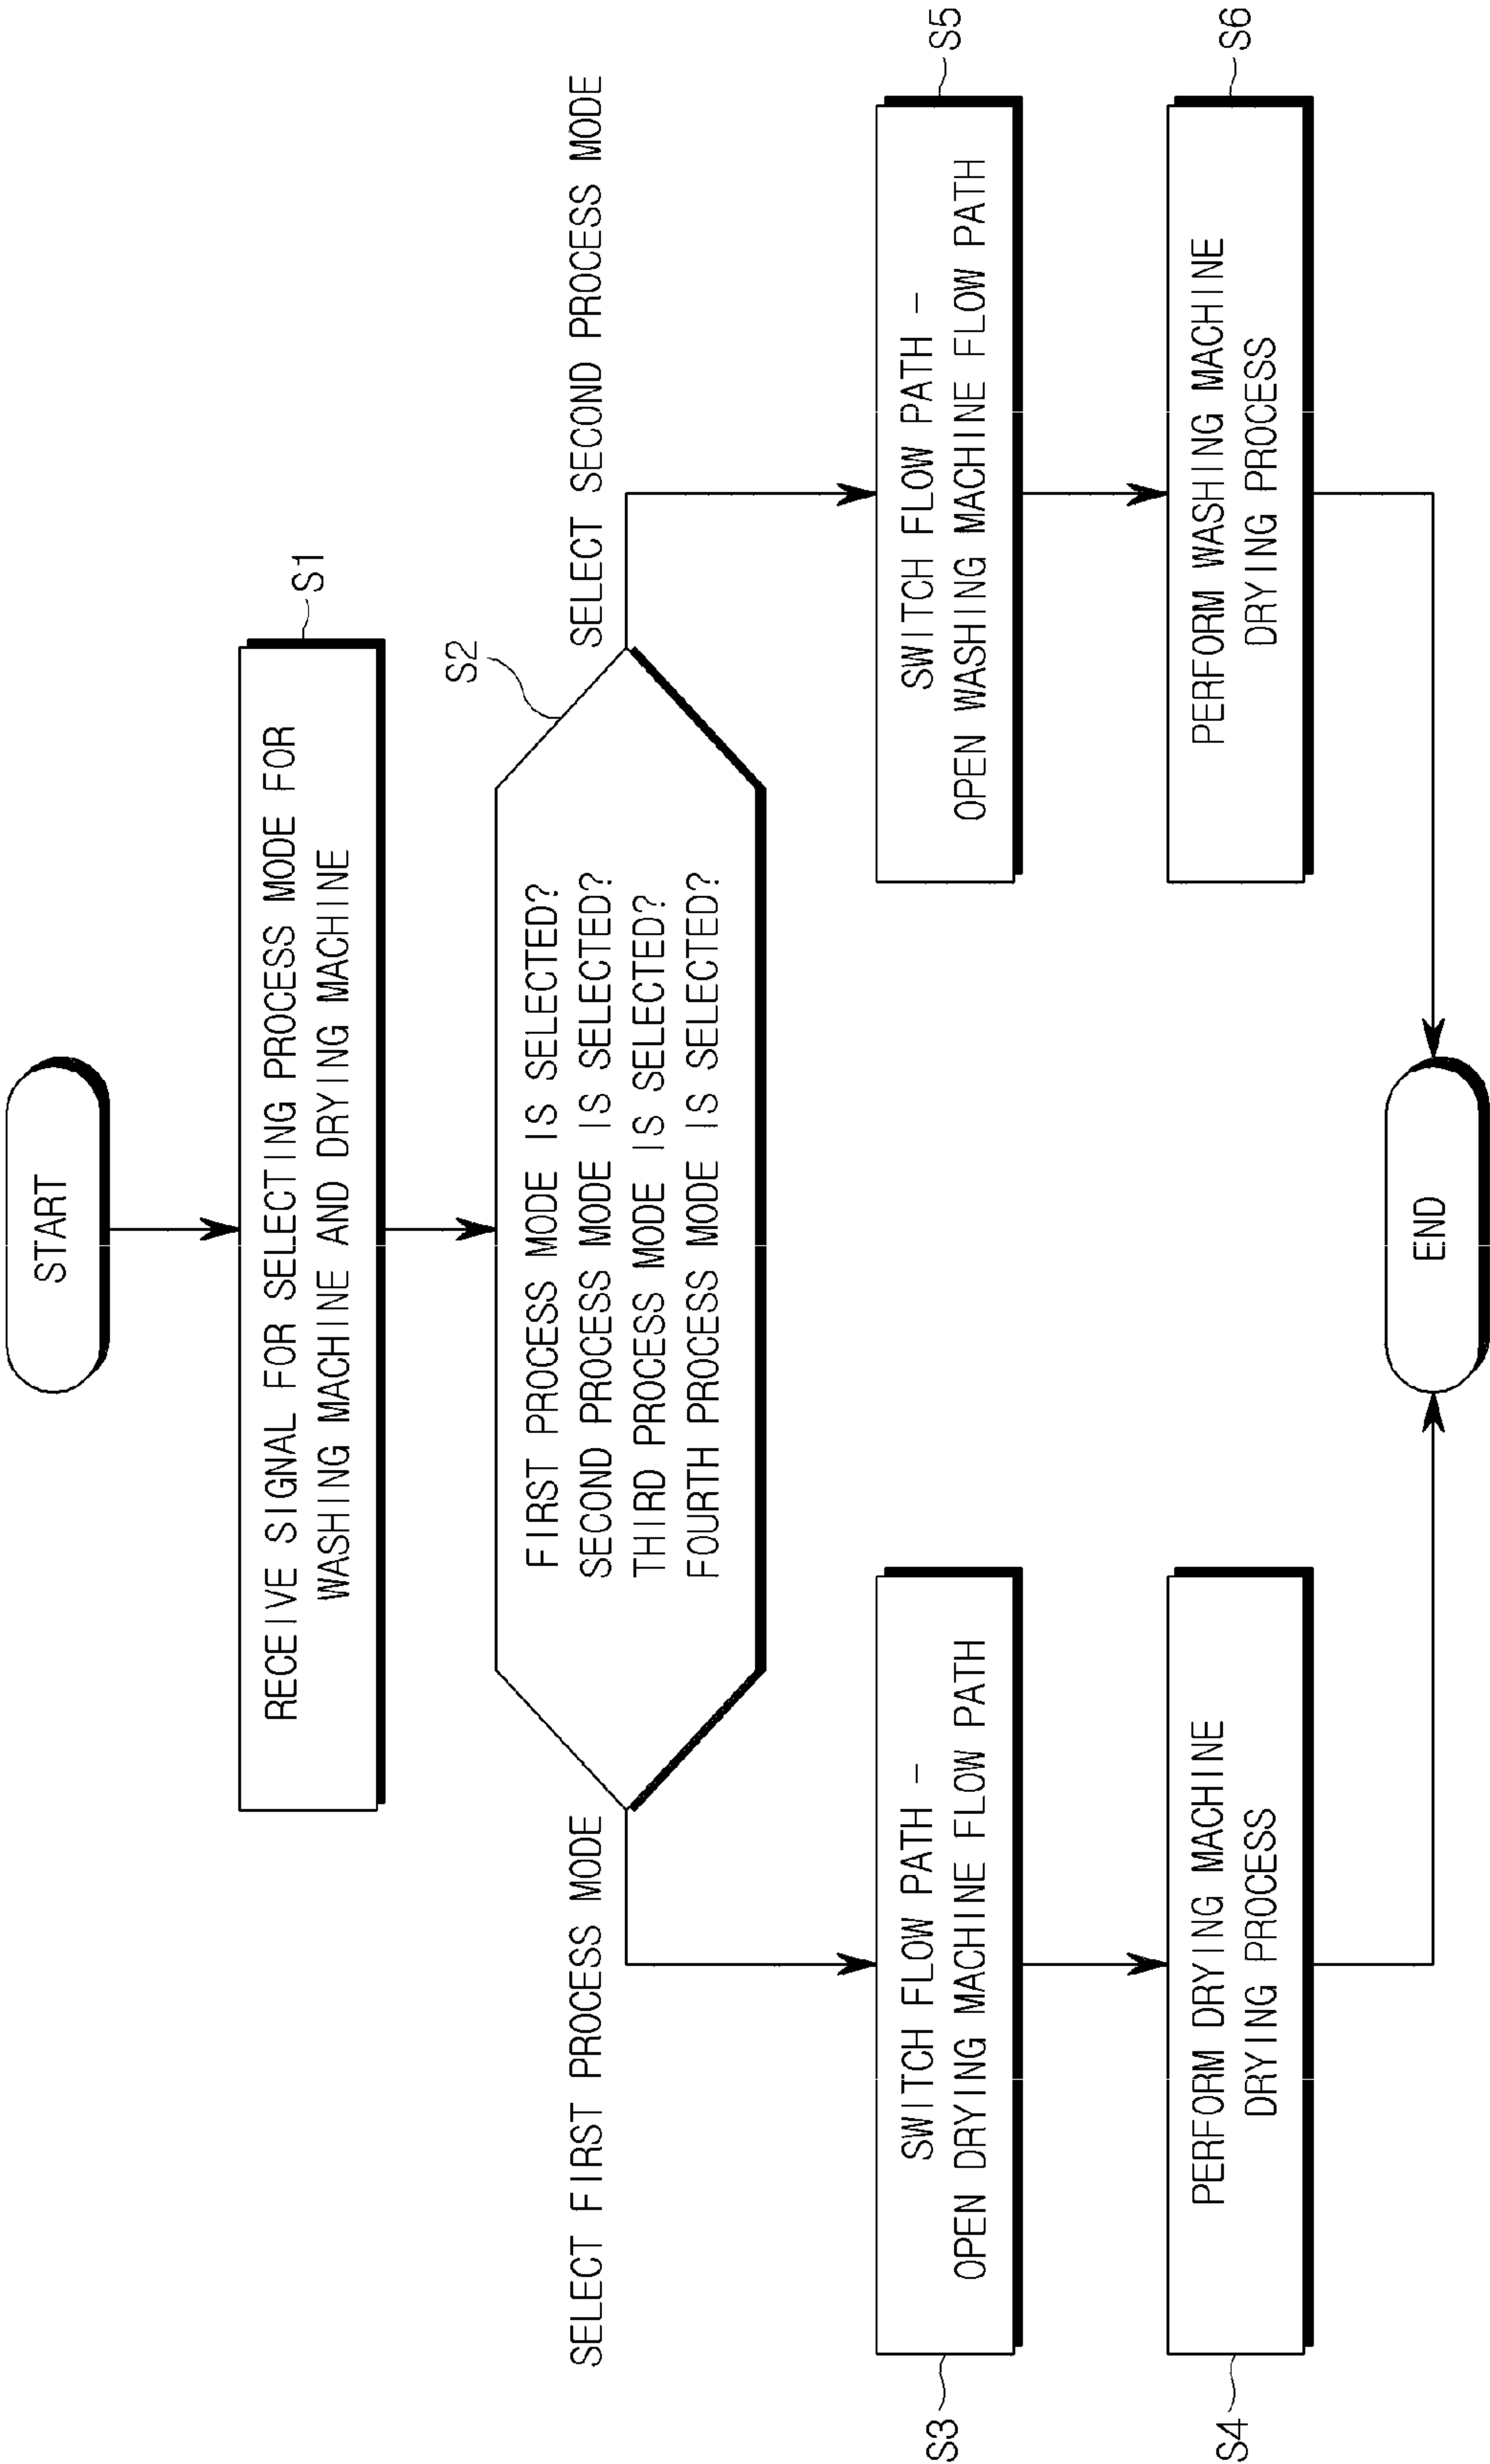 START
RECEIVE SIGNAL FOR SELECTING PROCESS MODE FOR
WASHING MACHINE AND DRYING MACHINE
S1
S2
FIRST PROCESS MODE IS SELECTED?
SECOND PROCESS MODE IS SELECTED?
THIRD PROCESS MODE IS SELECTED?
FOURTH PROCESS MODE IS SELECTED?
SELECT FIRST PROCESS MODE
SELECT SECOND PROCESS MODE
S3
SWITCH FLOW PATH -
OPEN DRYING MACHINE FLOW PATH
SWITCH FLOW PATH -
OPEN WASHING MACHINE FLOW PATH
S5
S4
PERFORM DRYING MACHINE
DRYING PROCESS
PERFORM WASHING MACHINE
DRYING PROCESS
S6
END